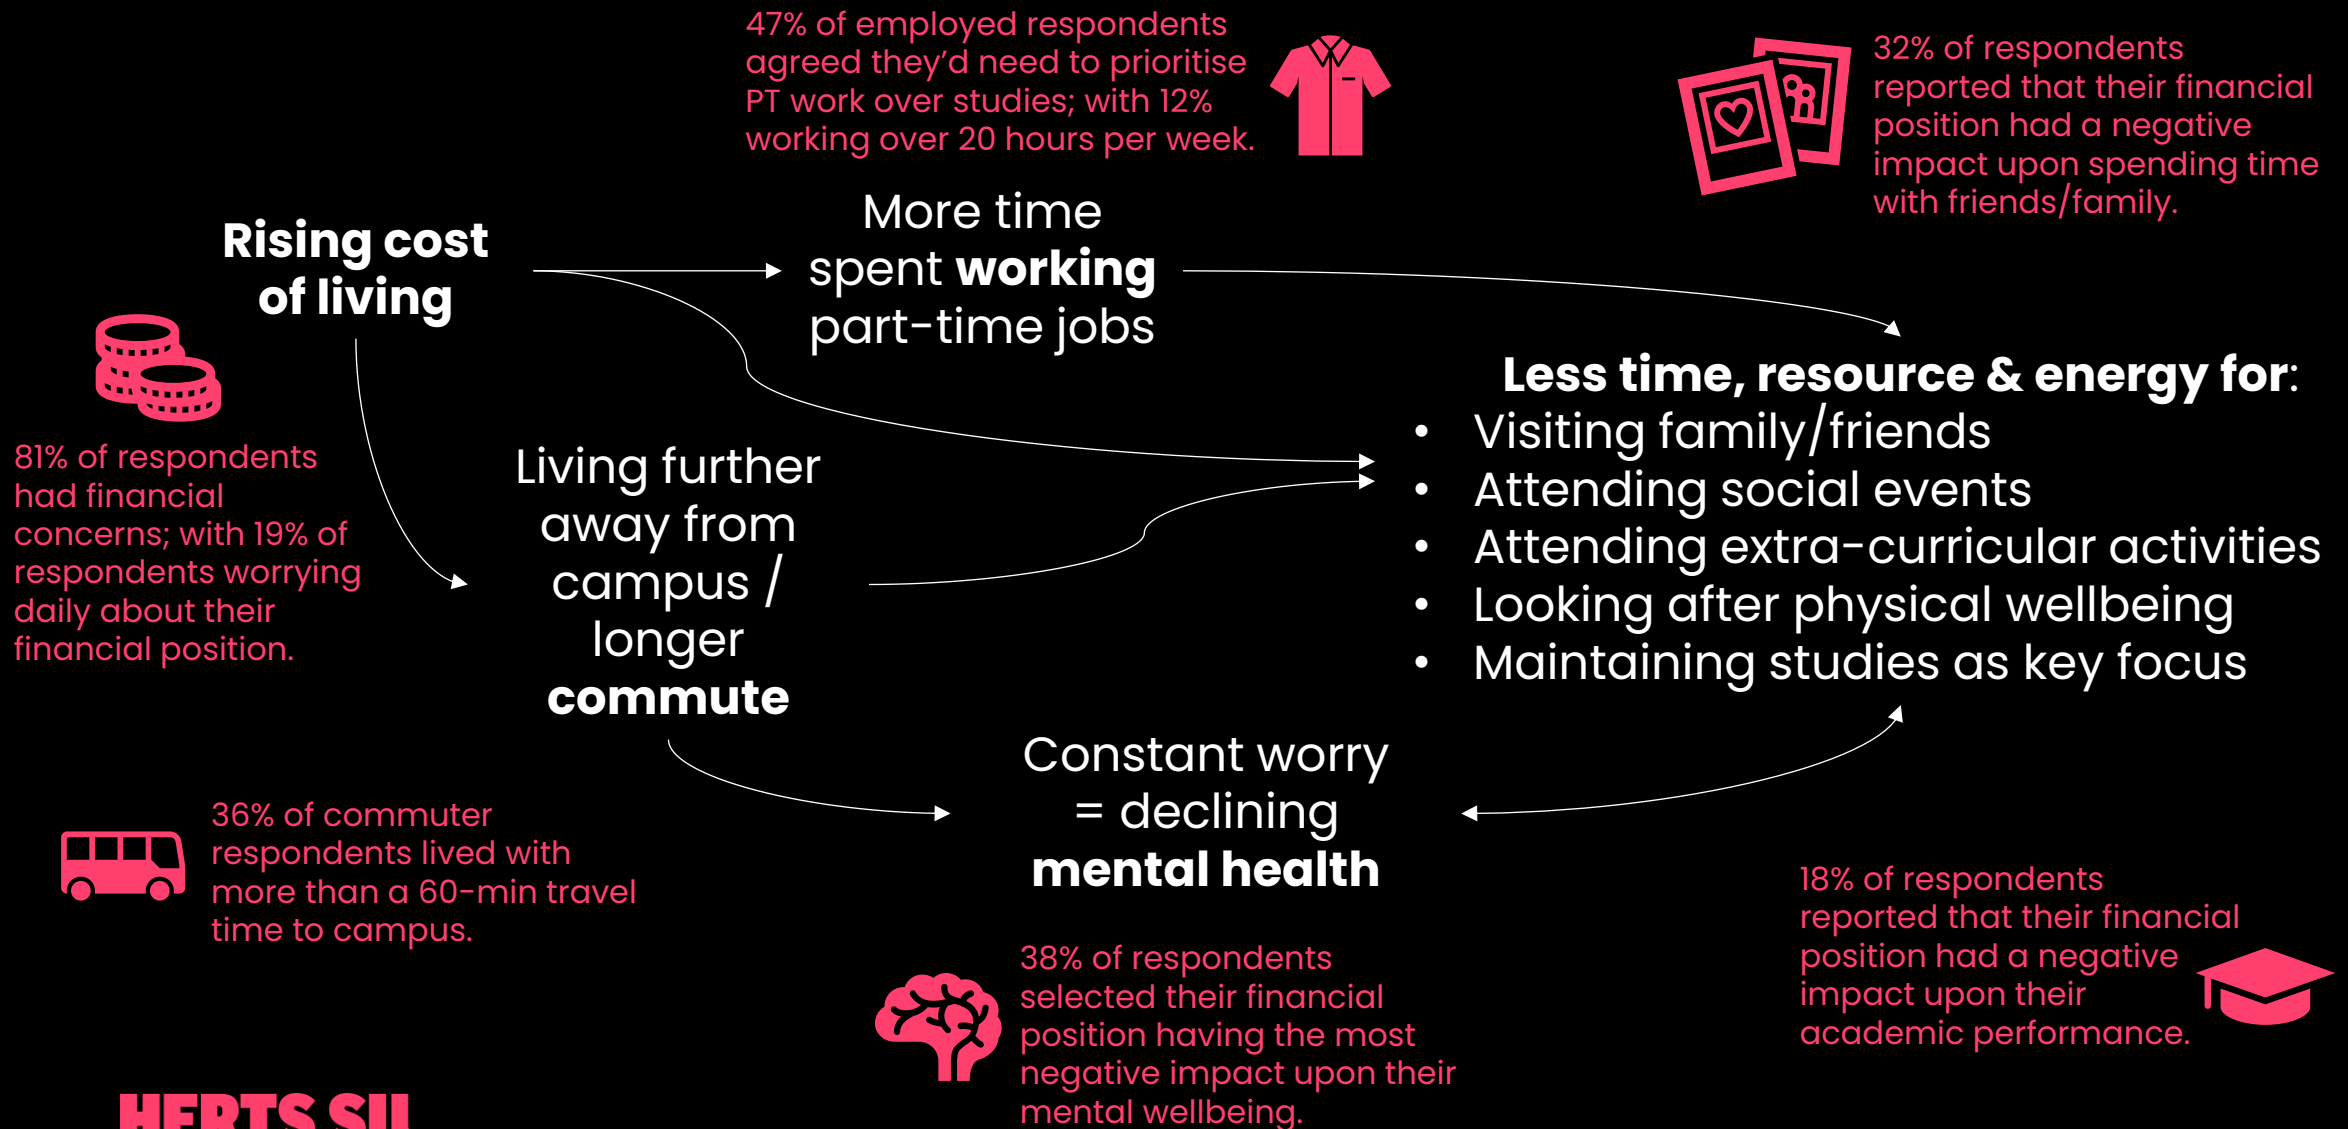 47% of employed respondents
agreed they’d need to prioritise
PT work over studies; with 12%
working over 20 hours per week.
32% of respondents
reported that their financial
position had a negative
impact upon spending time
with friends/family.
Rising cost
of living
More time
spent working
part-time jobs
81% of respondents
had financial
concerns; with 19% of
respondents worrying
daily about their
financial position.
Living further
away from
campus /
longer
commute
Less time, resource & energy for:
• Visiting family/friends
• Attending social events
• Attending extra-curricular activities
• Looking after physical wellbeing
• Maintaining studies as key focus
36% of commuter
respondents lived with
more than a 60-min travel
time to campus.
Constant worry
= declining
mental health
38% of respondents
selected their financial
position having the most
negative impact upon their
mental wellbeing.
18% of respondents
reported that their financial
position had a negative
impact upon their
academic performance.
HERTS SU